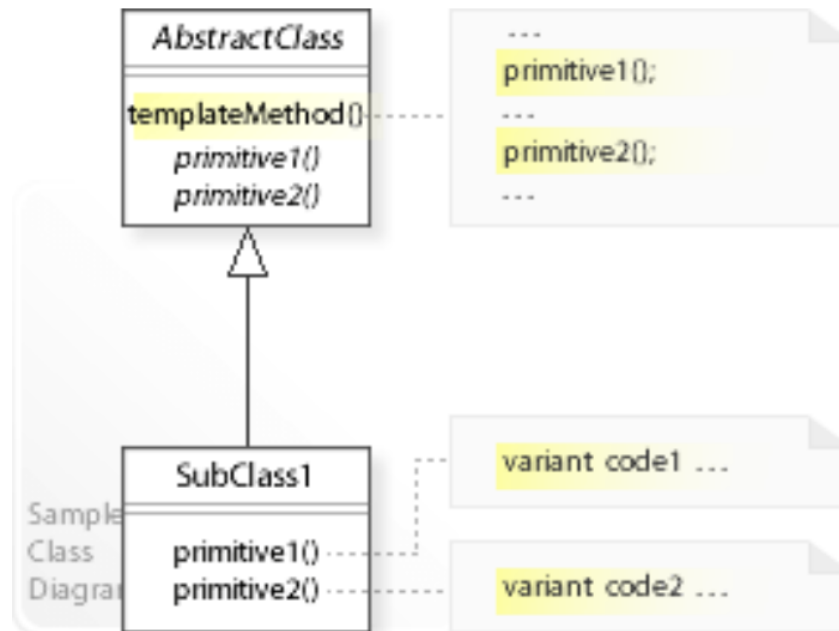 AbstractClass
templateMethod()
primitive1()
primitive2()
---
primitive1();
---
primitive2();
---
SubClass1
primitive1()
primitive2()
variant code1 ...
variant code2 ...
Sample
Class